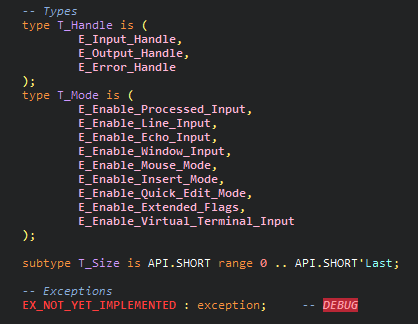 -- Types
type T_Handle is (
E_Input_Handle,
E_Output_Handle,
E_Error_Handle
);
type T_Mode is (
E_Enable_Processed_Input,
E_Enable_Line_Input,
E_Enable_Echo_Input,
E_Enable_Window_Input,
E_Enable_Mouse_Mode,
E_Enable_Insert_Mode,
E_Enable_Quick_Edit_Mode,
E_Enable_Extended_Flags,
E_Enable_Virtual_Terminal_Input
);
subtype T_Size is API.SHORT range 0 .. API.SHORT'Last;
-- Exceptions
EX_NOT_YET_IMPLEMENTED : exception; -- DEBUG